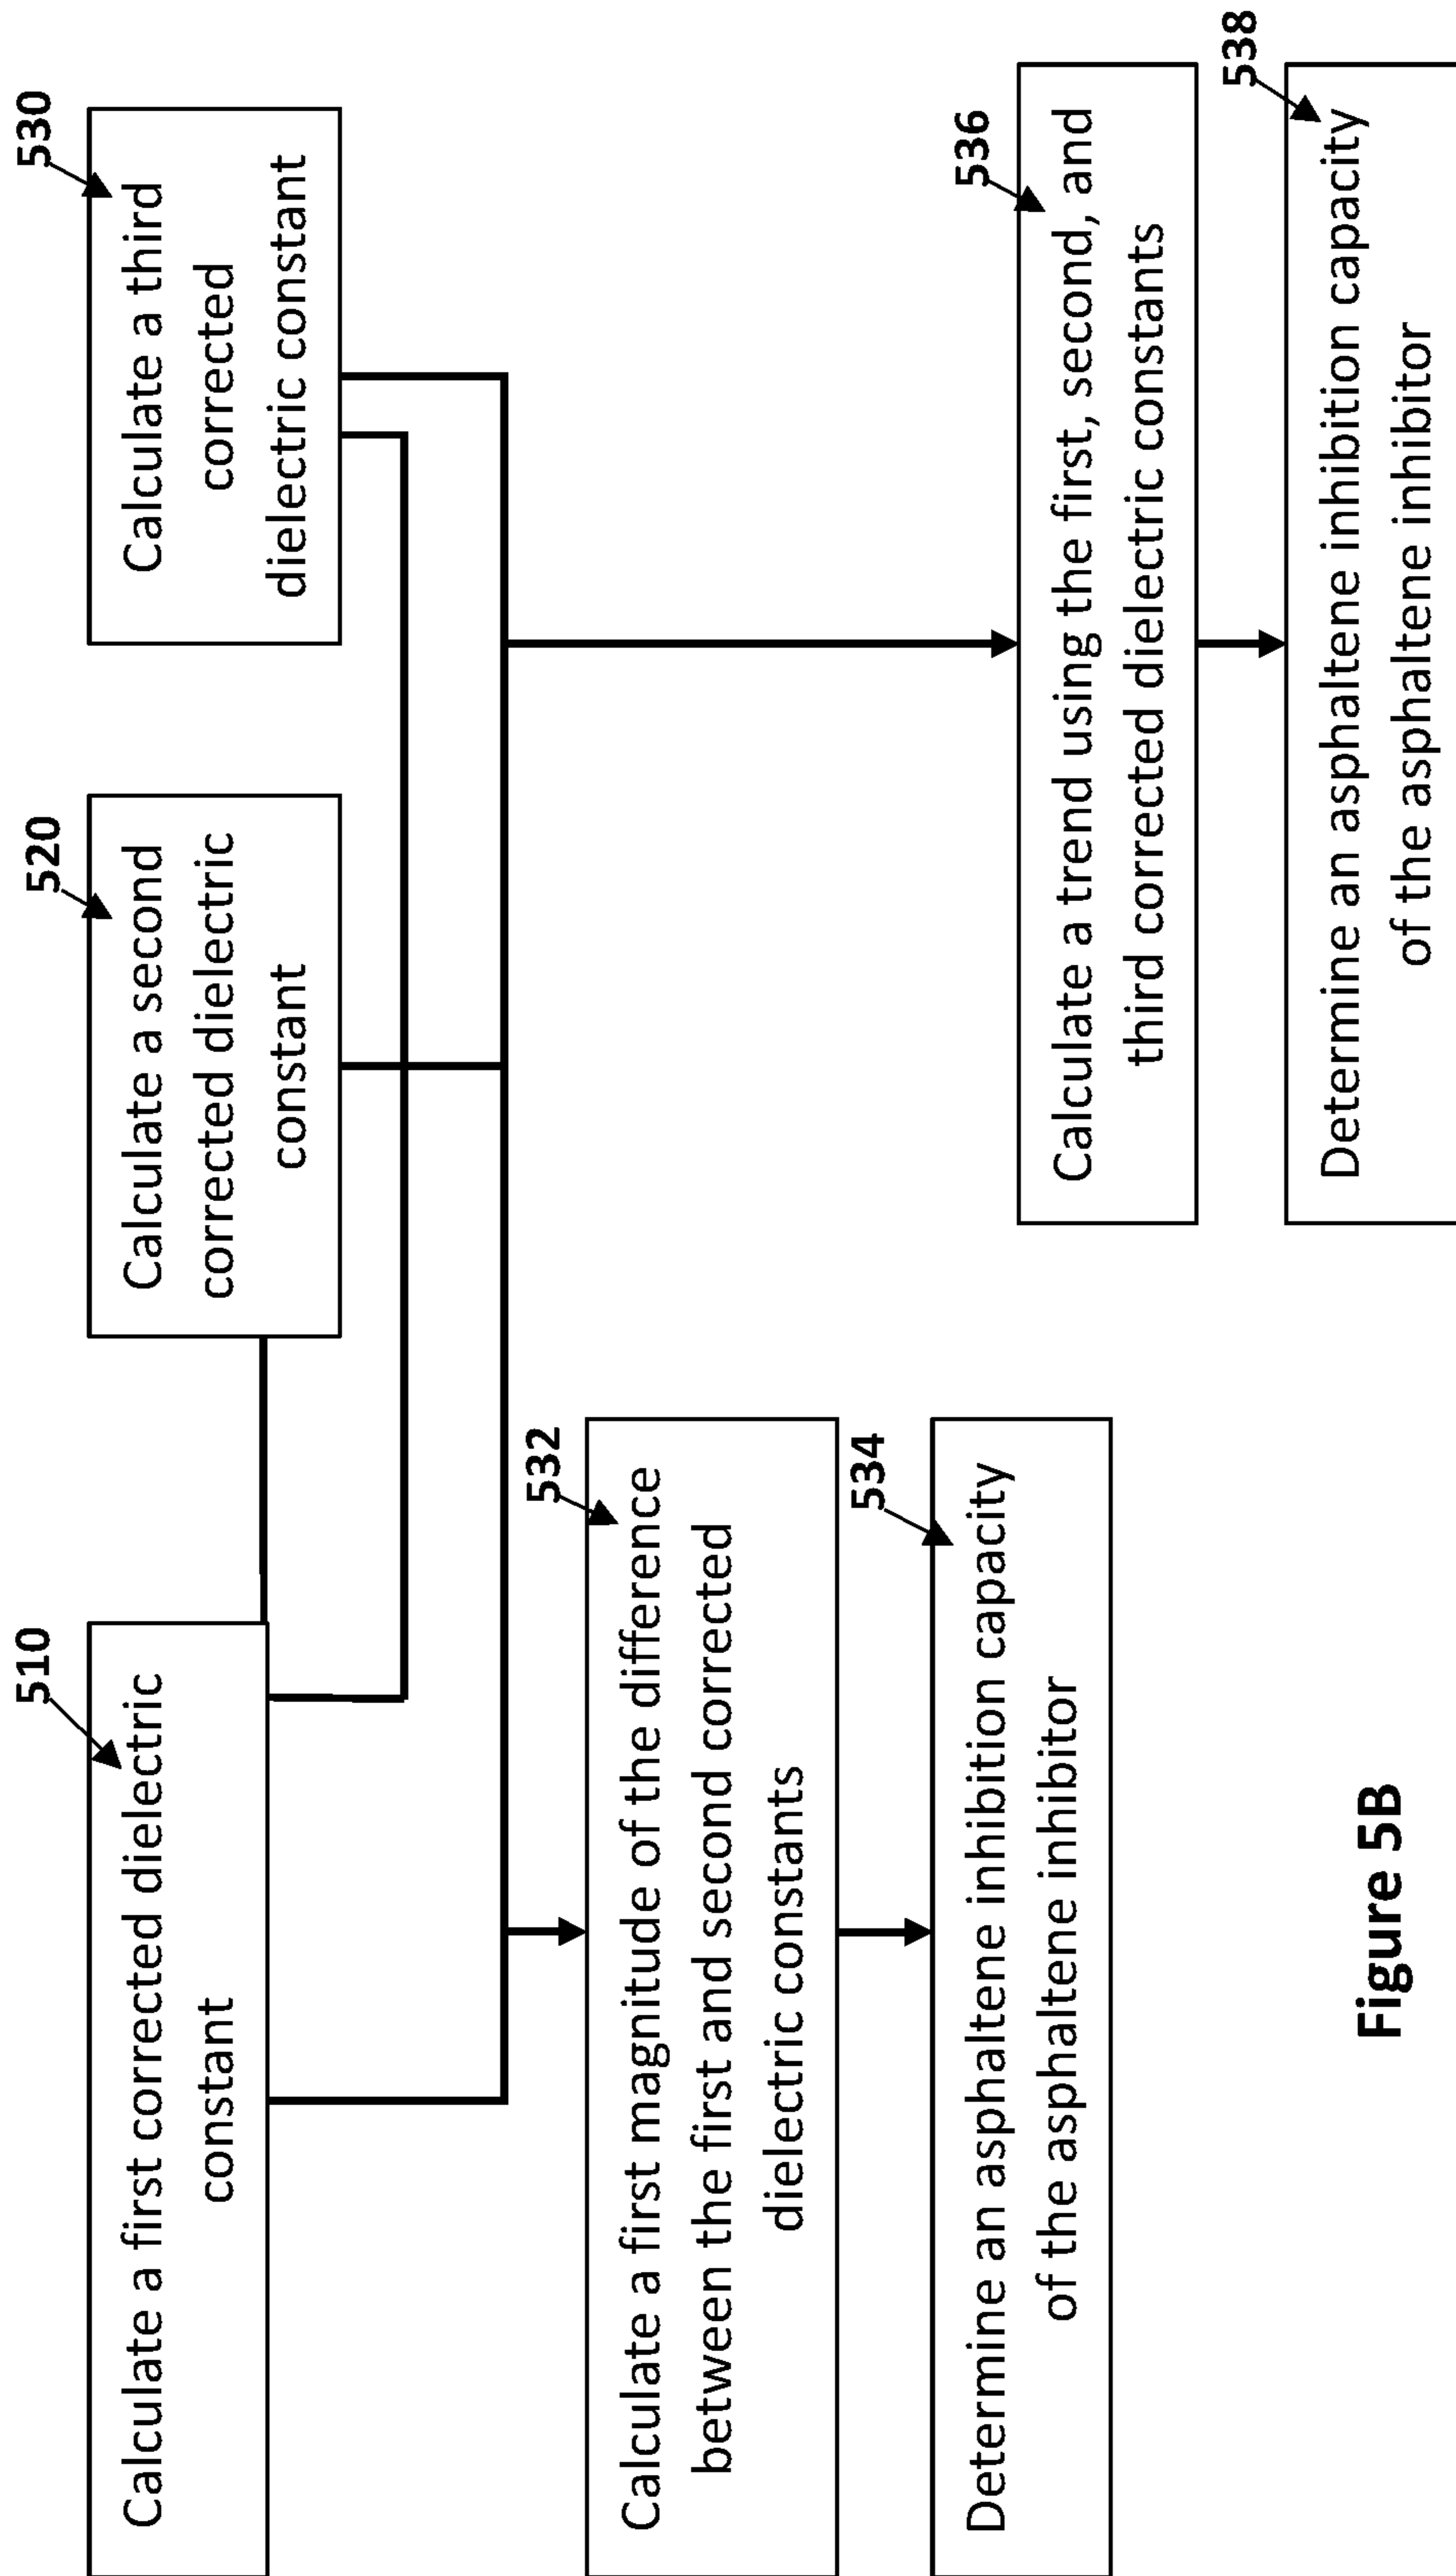 510
Calculate a first corrected dielectric
constant
520
Calculate a second
corrected dielectric
constant
530
Calculate a third
corrected
dielectric constant
532
Calculate a first magnitude of the difference
between the first and second corrected
dielectric constants
534
Determine an asphaltene inhibition capacity
of the asphaltene inhibitor
536
Calculate a trend using the first, second, and
third corrected dielectric constants
538
Determine an asphaltene inhibition capacity
of the asphaltene inhibitor
Figure 5B